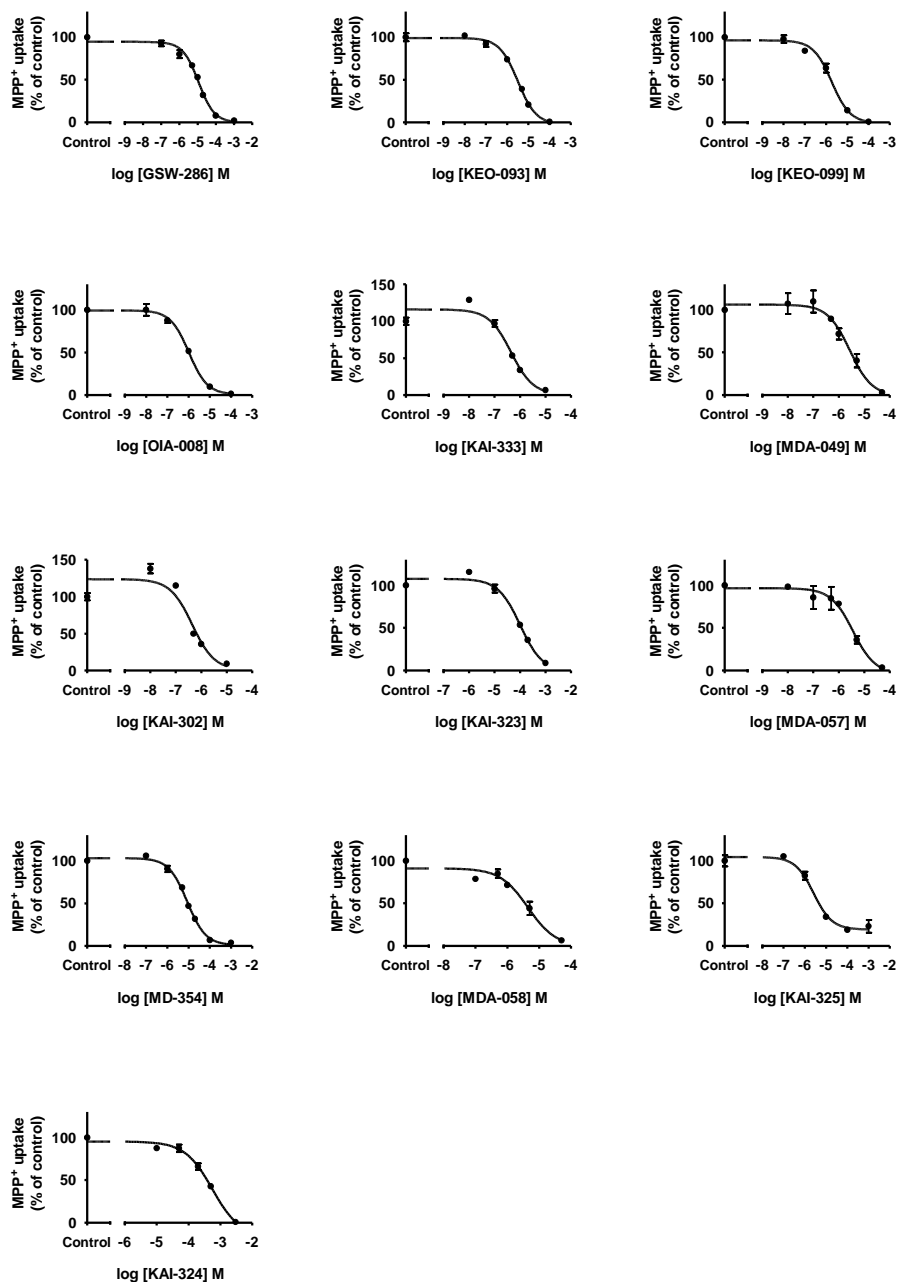 MPP+ uptake
(% of control)
100
50
0
Control -8 -7 -6 -5 -4 -3 -2
log [GSW-286] M
MPP+ uptake
(% of control)
100
50
0
Control -9 -8 -7 -6 -5 -4 -3
log [KEO-093] M
MPP+ uptake
(% of control)
100
50
0
Control -9 -8 -7 -6 -5 -4 -3
log [KEO-099] M
MPP+ uptake
(% of control)
100
50
0
Control -9 -8 -7 -6 -5 -4 -3
log [OIA-008] M
MPP+ uptake
(% of control)
150
100
50
0
Control -9 -8 -7 -6 -5 -4
log [KAI-333] M
MPP+ uptake
(% of control)
100
50
0
Control -9 -8 -7 -6 -5 -4
log [MDA-049] M
MPP+ uptake
(% of control)
150
100
50
0
Control -9 -8 -7 -6 -5 -4
log [KAI-302] M
MPP+ uptake
(% of control)
100
50
0
Control -7 -6 -5 -4 -3 -2
log [KAI-323] M
MPP+ uptake
(% of control)
100
50
0
Control -9 -8 -7 -6 -5 -4
log [MDA-057] M
MPP+ uptake
(% of control)
100
50
0
Control -8 -7 -6 -5 -4 -3 -2
log [MD-354] M
MPP+ uptake
(% of control)
100
50
0
Control -8 -7 -6 -5 -4
log [MDA-058] M
MPP+ uptake
(% of control)
100
50
0
Control -8 -7 -6 -5 -4 -3 -2
log [KAI-325] M
MPP+ uptake
(% of control)
100
50
0
Control -6 -5 -4 -3 -2
log [KAI-324] M